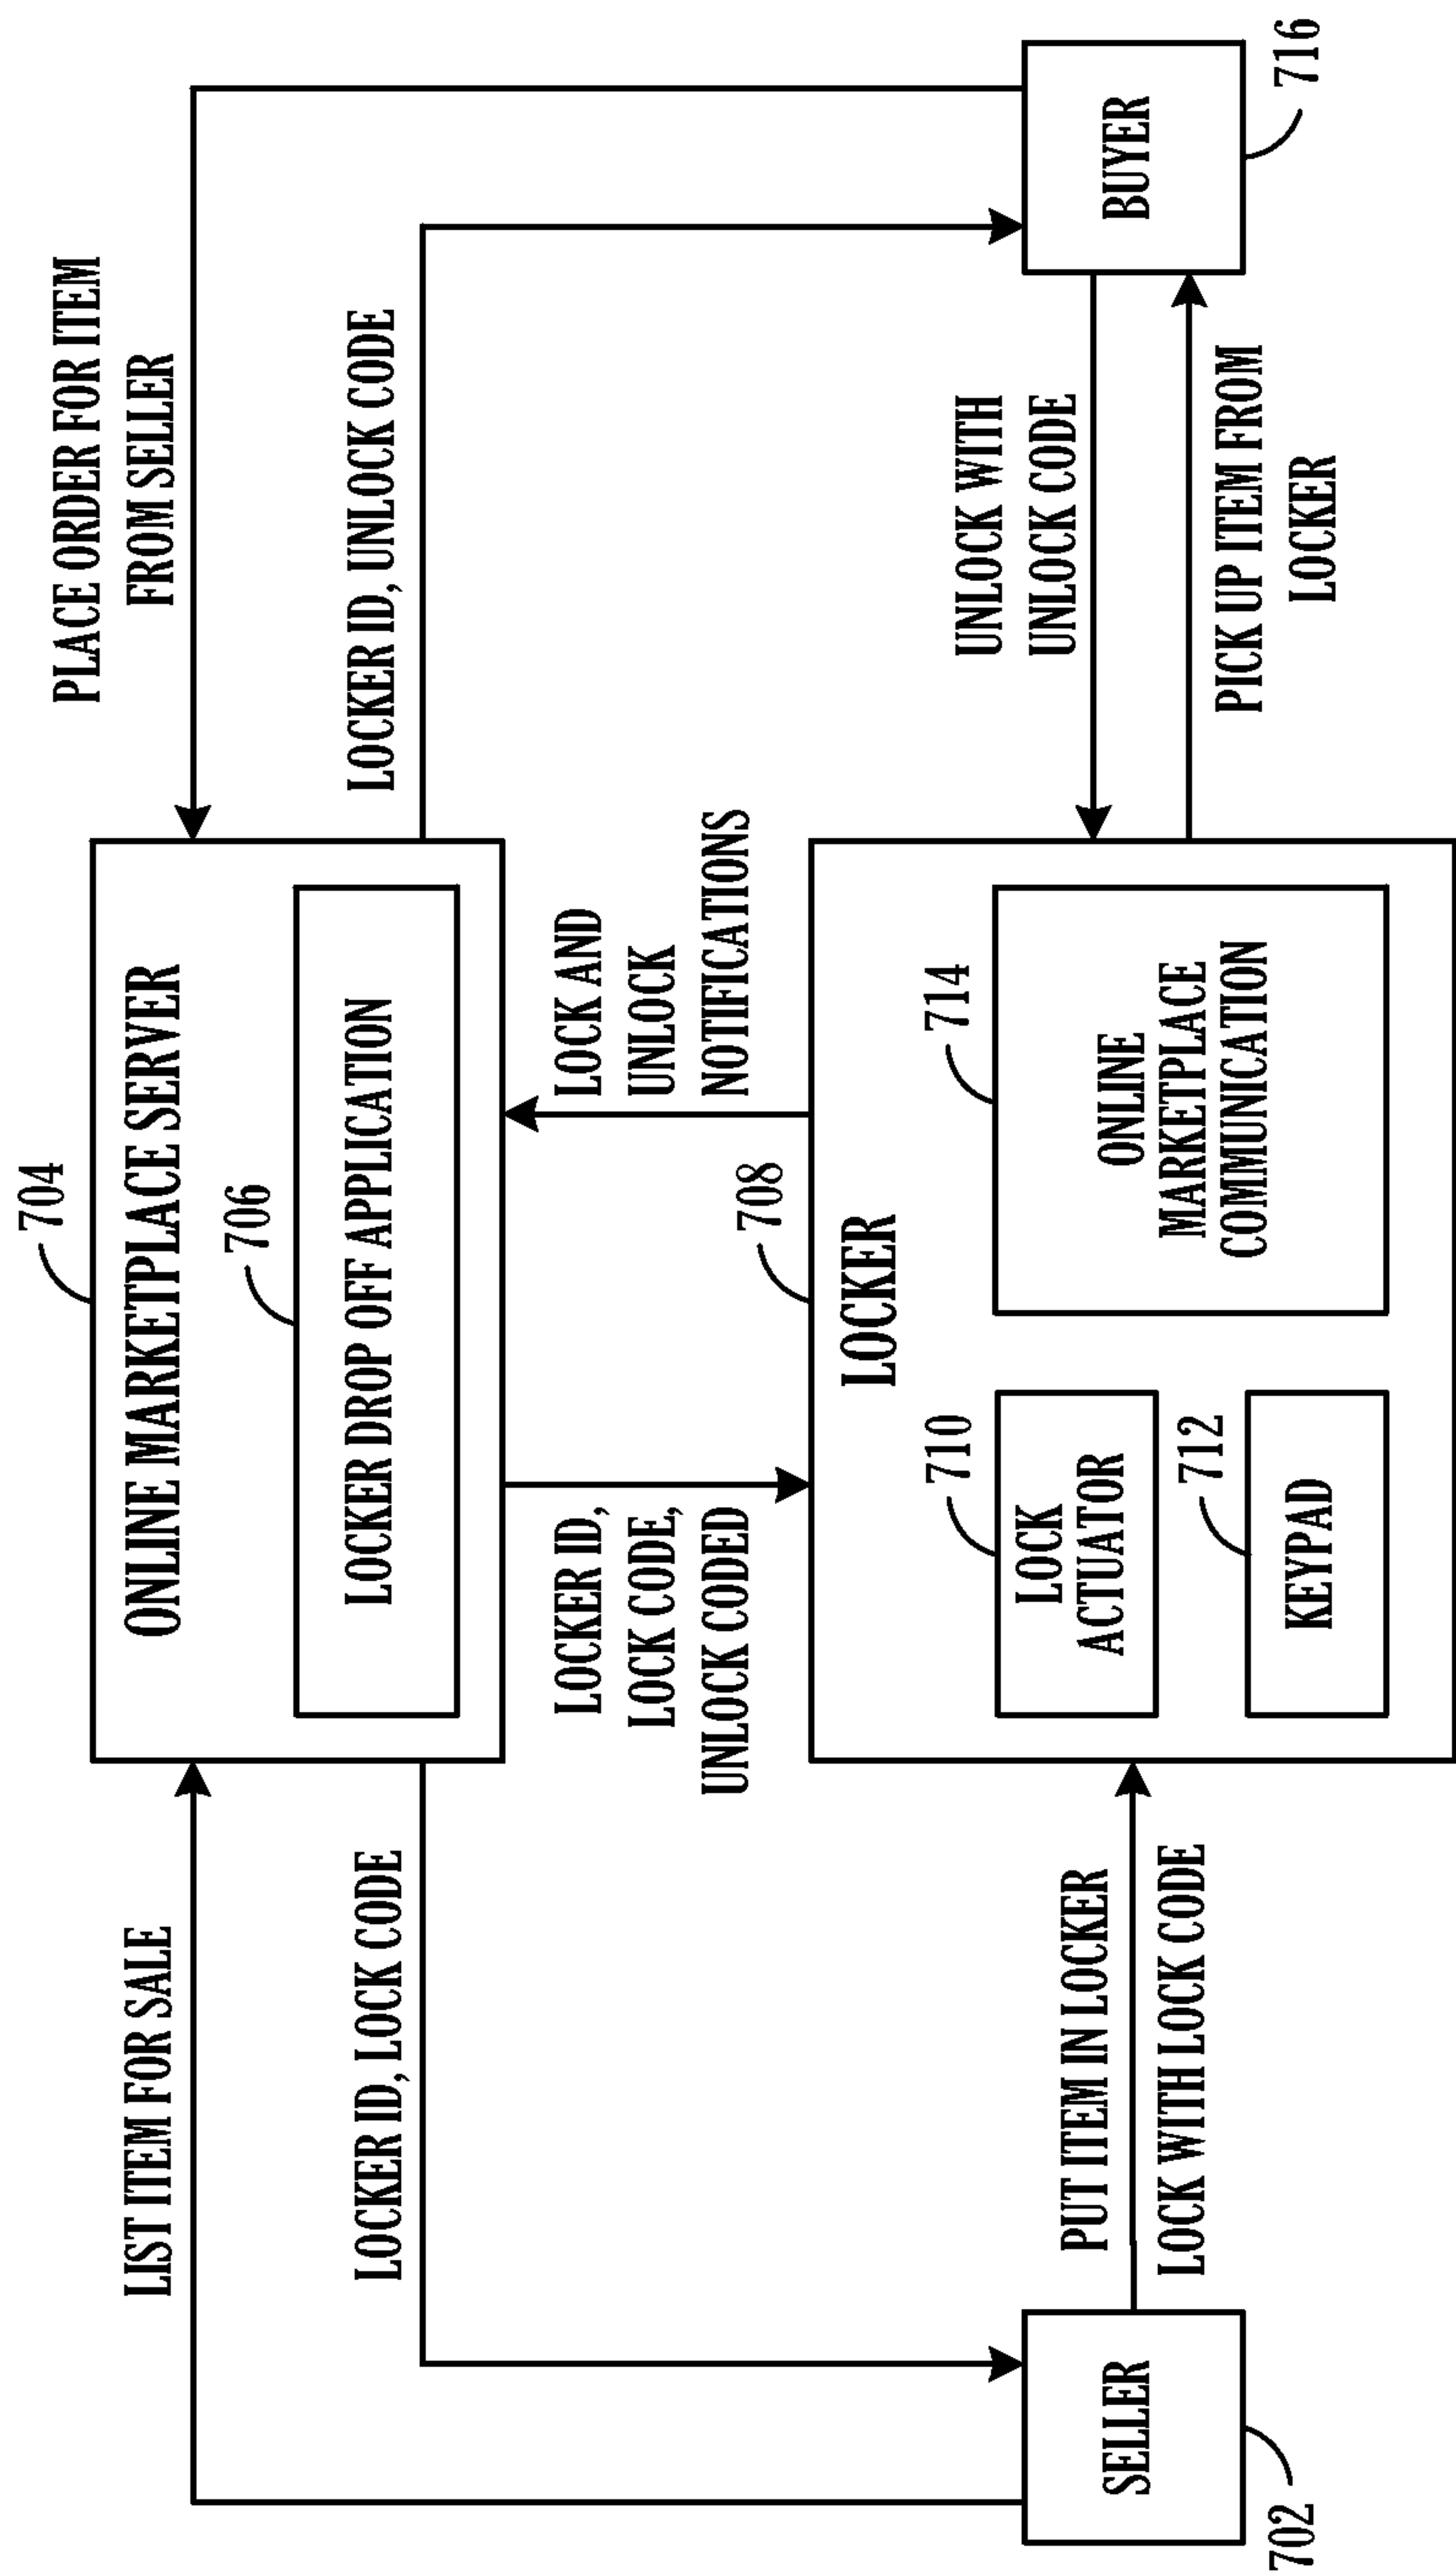 704
ONLINE MARKETPLACE SERVER
706
LOCKER DROP OFF APPLICATION
LIST ITEM FOR SALE
LOCKER ID, LOCK CODE
PLACE ORDER FOR ITEM
FROM SELLER
LOCKER ID, UNLOCK CODE
LOCKER ID,
LOCK CODE,
UNLOCK CODED
LOCK AND
UNLOCK
NOTIFICATIONS
708
LOCKER
710
LOCK
ACTUATOR
712
KEYPAD
714
ONLINE
MARKETPLACE
COMMUNICATION
SELLER
702
PUT ITEM IN LOCKER
LOCK WITH LOCK CODE
UNLOCK WITH
UNLOCK CODE
PICK UP ITEM FROM
LOCKER
BUYER
716